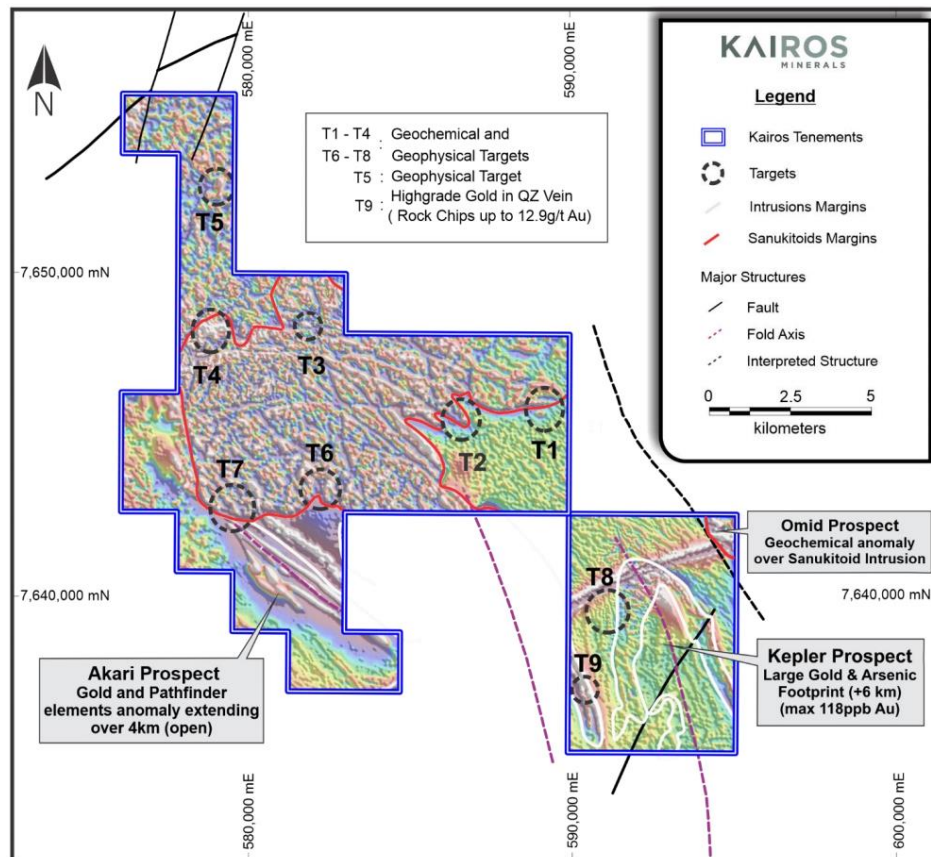 580,000 mE
590,000 mE
KAIROS
MINERALS
Legend
Kairos Tenements
Targets
Intrusions Margins
Sanukitoids Margins
Major Structures
Fault
Fold Axis
Interpreted Structure
0 2.5 5
kilometers
N
T1 - T4 : Geochemical and
T6 - T8 Geophysical Targets
T5 : Geophysical Target
T9 : Highgrade Gold in QZ Vein
( Rock Chips up to 12.9g/t Au)
T5
7,650,000 mN
T4
T3
T2
T1
T7
T6
Omid Prospect
Geochemical anomaly
over Sanukitoid Intrusion
T8
7,640,000 mN
7,640,000 mN
T9
Akari Prospect
Gold and Pathfinder
elements anomaly extending
over 4km (open)
Kepler Prospect
Large Gold & Arsenic
Footprint (+6 km)
(max 118ppb Au)
580,000 mE
590,000 mE
600,000 mE